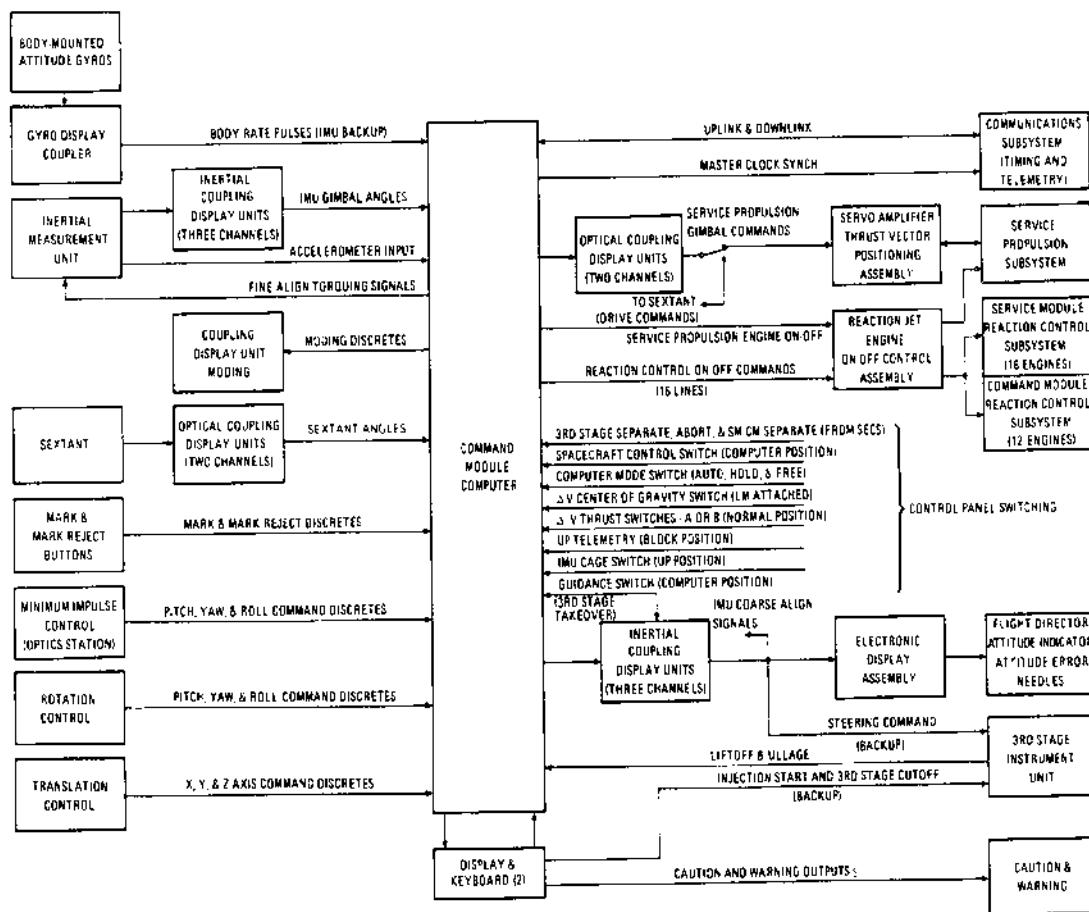 BODY-MOUNTED
ATTITUDE GYROS
GYRO DISPLAY
COUPLER
BODY RATE PULSES (IMU BACKUP)
INERTIAL
MEASUREMENT
UNIT
INERTIAL
COUPLING
DISPLAY UNITS
(THREE CHANNELS)
IMU GIMBAL ANGLES
ACCELEROMETER INPUT
FINE ALIGN TORQUING SIGNALS
COUPLING
DISPLAY UNIT
MODING
MODING DISCRETES
SEXTANT
OPTICAL COUPLING
DISPLAY UNITS
(TWO CHANNELS)
SEXTANT ANGLES
MARK &
MARK REJECT
BUTTONS
MARK & MARK REJECT DISCRETES
MINIMUM IMPULSE
CONTROL
(OPTICS STATION)
PITCH, YAW, & ROLL COMMAND DISCRETES
ROTATION
CONTROL
PITCH, YAW, & ROLL COMMAND DISCRETES
TRANSLATION
CONTROL
X, Y, & Z AXIS COMMAND DISCRETES
COMMAND
MODULE
COMPUTER
DISPLAY &
KEYBOARD (2)
UPLINK & DOWNLINK
MASTER CLOCK SYNCH
COMMUNICATIONS
SUBSYSTEM
(TIMING AND
TELEMETRY)
OPTICAL COUPLING
DISPLAY UNITS
(TWO CHANNELS)
SERVICE PROPULSION
GIMBAL COMMANDS
TO SEXTANT
(DRIVE COMMANDS)
SERVO AMPLIFIER
THRUST VECTOR
POSITIONING
ASSEMBLY
SERVICE
PROPULSION
SUBSYSTEM
SERVICE PROPULSION ENGINE ON-OFF
REACTION CONTROL ON OFF COMMANDS
(16 LINES)
REACTION JET
ENGINE
ON OFF CONTROL
ASSEMBLY
SERVICE MODULE
REACTION CONTROL
SUBSYSTEM
(16 ENGINES)
COMMAND MODULE
REACTION CONTROL
SUBSYSTEM
(12 ENGINES)
3RD STAGE SEPARATE, ABORT, & SM CM SEPARATE (FROM SECS)
SPACECRAFT CONTROL SWITCH (COMPUTER POSITION)
COMPUTER MODE SWITCH (AUTO, HOLD, & FREE)
Δ V CENTER OF GRAVITY SWITCH (LM ATTACHED)
Δ V THRUST SWITCHES - A OR B (NORMAL POSITION)
UP TELEMETRY (BLOCK POSITION)
IMU CAGE SWITCH (UP POSITION)
GUIDANCE SWITCH (COMPUTER POSITION)
CONTROL PANEL SWITCHING
(3RD STAGE
TAKEOVER)
IMU COARSE ALIGN
SIGNALS
INERTIAL
COUPLING
DISPLAY UNITS
(THREE CHANNELS)
ELECTRONIC
DISPLAY
ASSEMBLY
FLIGHT DIRECTOR
ATTITUDE INDICATOR
ATTITUDE ERROR
NEEDLES
STEERING COMMAND
(BACKUP)
LIFTOFF & ULLAGE
INJECTION START AND 3RD STAGE CUTOFF
(BACKUP)
3RD STAGE
INSTRUMENT
UNIT
CAUTION AND WARNING OUTPUTS
CAUTION &
WARNING